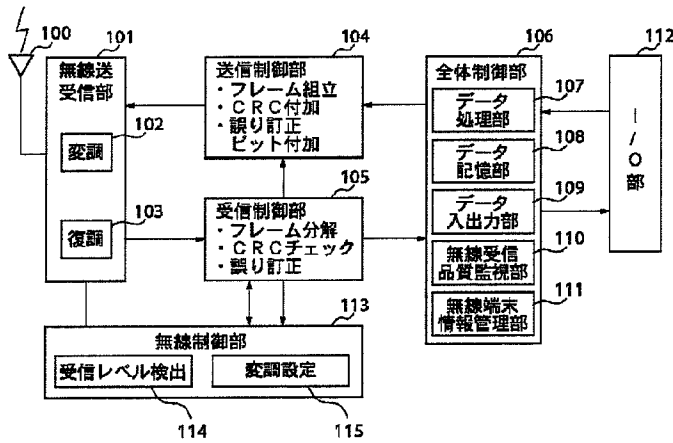 100
101
無線送
受信部
102
変調
103
復調
104
送信制御部
・フレーム組立
・CRC付加
・誤り訂正
ビット付加
105
受信制御部
・フレーム分解
・CRCチェック
・誤り訂正
106
全体制御部
107
データ
処理部
108
データ
記憶部
109
データ
入出力部
110
無線受信
品質監視部
111
無線端末
情報管理部
112
I/O部
113
無線制御部
受信レベル検出
変調設定
114
115